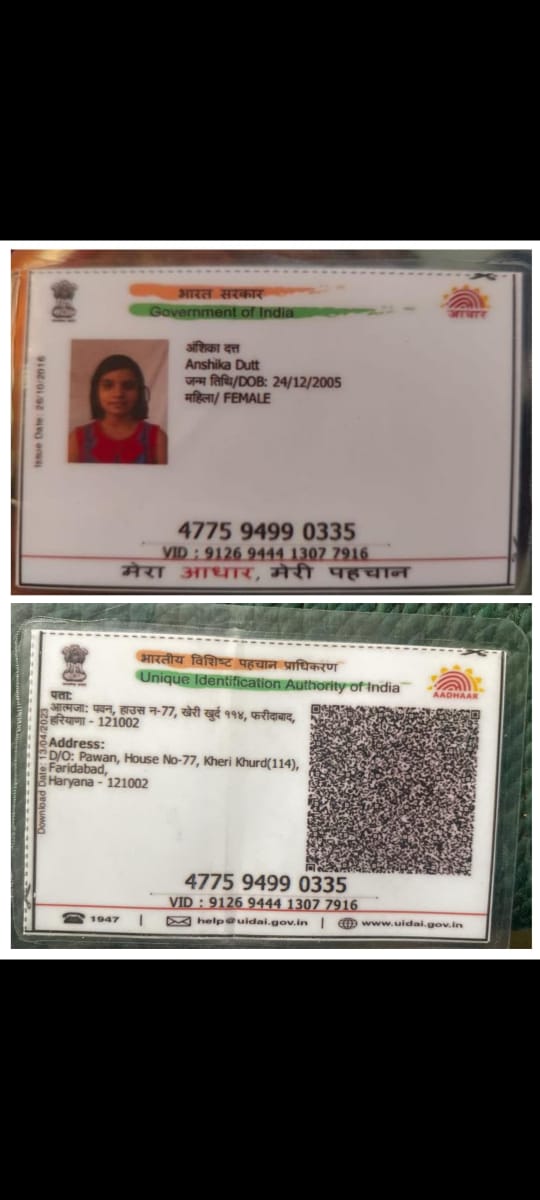 भारत सरकार
Government of India
आधार
Issue Date: 26/10/2016
अंशिका दत्त
Anshika Dutt
जन्म तिथि/DOB: 24/12/2005
महिला/ FEMALE
4775 9499 0335
VID : 9126 9444 1307 7916
मेरा आधार, मेरी पहचान
भारतीय विशिष्ट पहचान प्राधिकरण
Unique Identification Authority of India
AADHAAR
Download Date: 13/04/2023
पता:
आत्मजा: पवन, हाउस न-77, खेरी खुर्द ११४, फरीदाबाद,
हरियाणा - 121002
Address:
D/O: Pawan, House No-77, Kheri Khurd(114),
Faridabad,
Haryana - 121002
4775 9499 0335
VID : 9126 9444 1307 7916
1947 | help@uidai.gov.in | www.uidai.gov.in